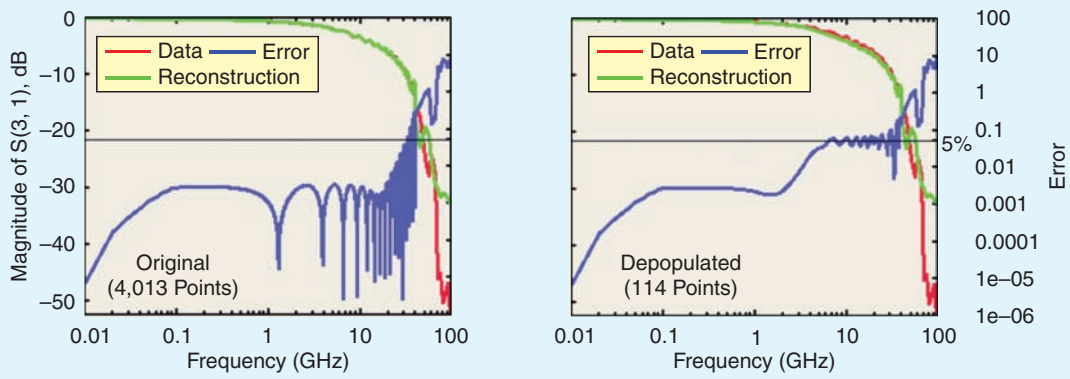 Magnitude of S(3, 1), dB
0
−10
−20
−30
−40
−50
Data
Error
Reconstruction
Original
(4,013 Points)
0.01
0.1
1
10
100
Frequency (GHz)
Data
Error
Reconstruction
Depopulated
(114 Points)
0.01
0.1
1
10
100
Frequency (GHz)
100
10
1
0.1
5%
0.01
0.001
0.0001
1e−05
1e−06
Error